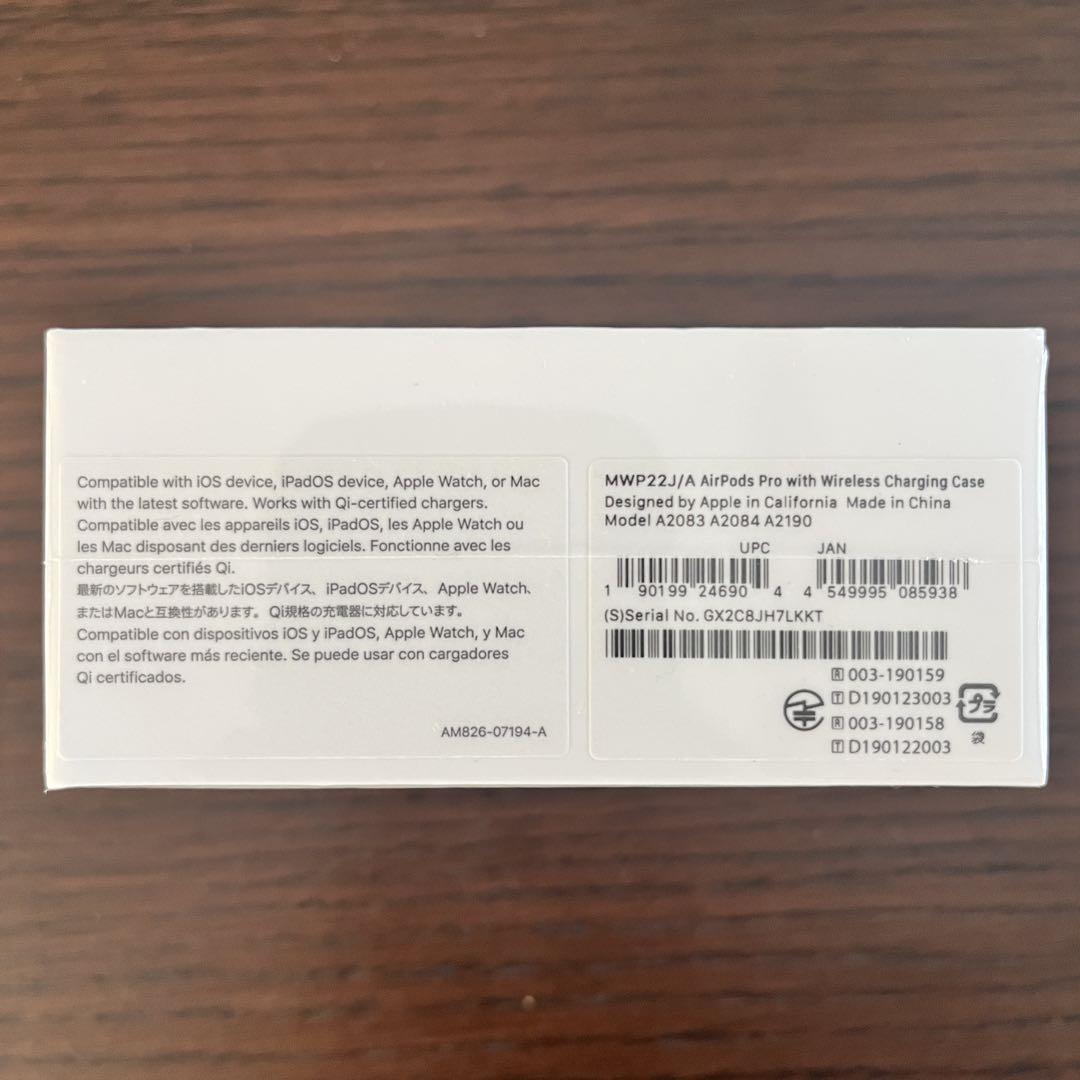 Compatible with iOS device, iPadOS device, Apple Watch, or Mac
with the latest software. Works with Qi-certified chargers.
Compatible avec les appareils iOS, iPadOS, les Apple Watch ou
les Mac disposant des derniers logiciels. Fonctionne avec les
chargeurs certifiés Qi.
最新のソフトウェアを搭載したiOSデバイス、iPadOSデバイス、Apple Watch、
またはMacと互換性があります。Qi規格の充電器に対応しています。
Compatible con dispositivos iOS y iPadOS, Apple Watch, y Mac
con el software más reciente. Se puede usar con cargadores
Qi certificados.
AM826-07194-A
MWP22J/A AirPods Pro with Wireless Charging Case
Designed by Apple in California Made in China
Model A2083 A2084 A2190
UPC JAN
1 90199 24690 4 4 549995 085938
(S)Serial No. GX2C8JH7LKKT
R 003-190159
T D190123003
R 003-190158
T D190122003
プラ
袋